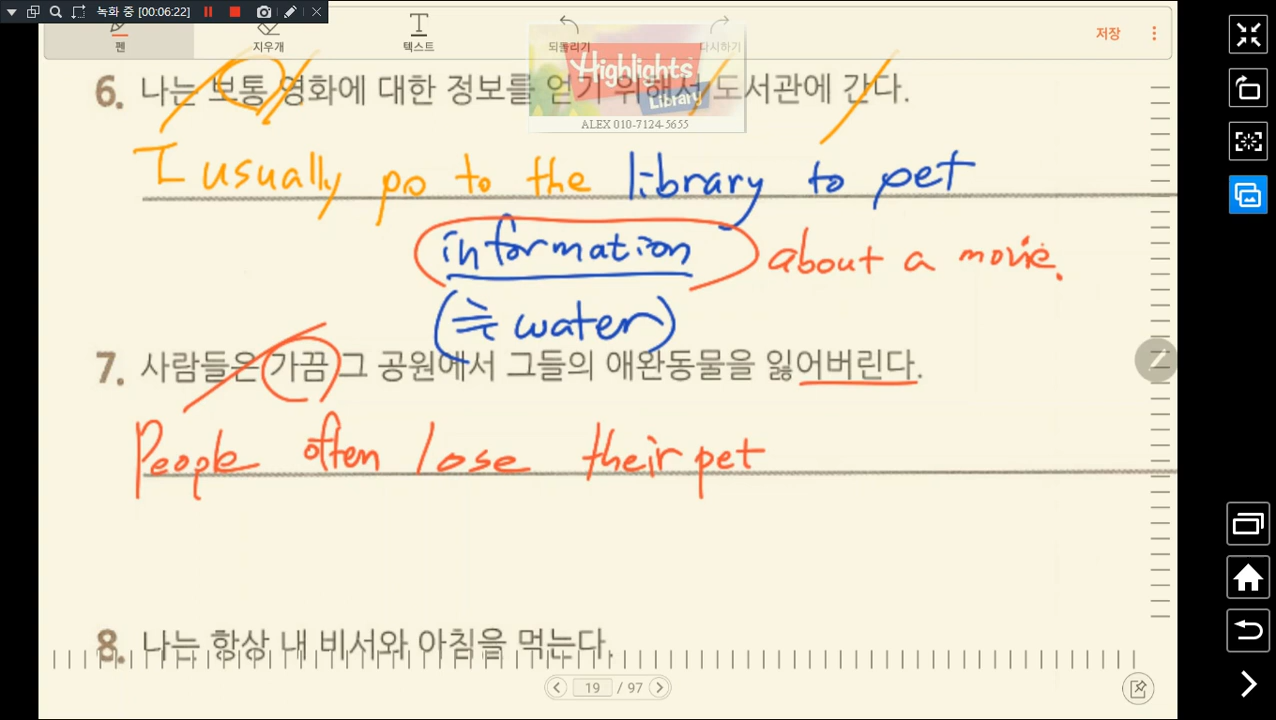 녹화 중 [00:06:22]
펜 지우개 텍스트 되돌리기 다시하기 저장
Highlights
Library
ALEX 010-7124-5655
6. 나는 보통 영화에 대한 정보를 얻기 위해서 도서관에 간다.
I usually go to the library to get
information about a movie.
(≒ water)
7. 사람들은 가끔 그 공원에서 그들의 애완동물을 잃어버린다.
People often lose their pet
8. 나는 항상 내 비서와 아침을 먹는다.
19 / 97